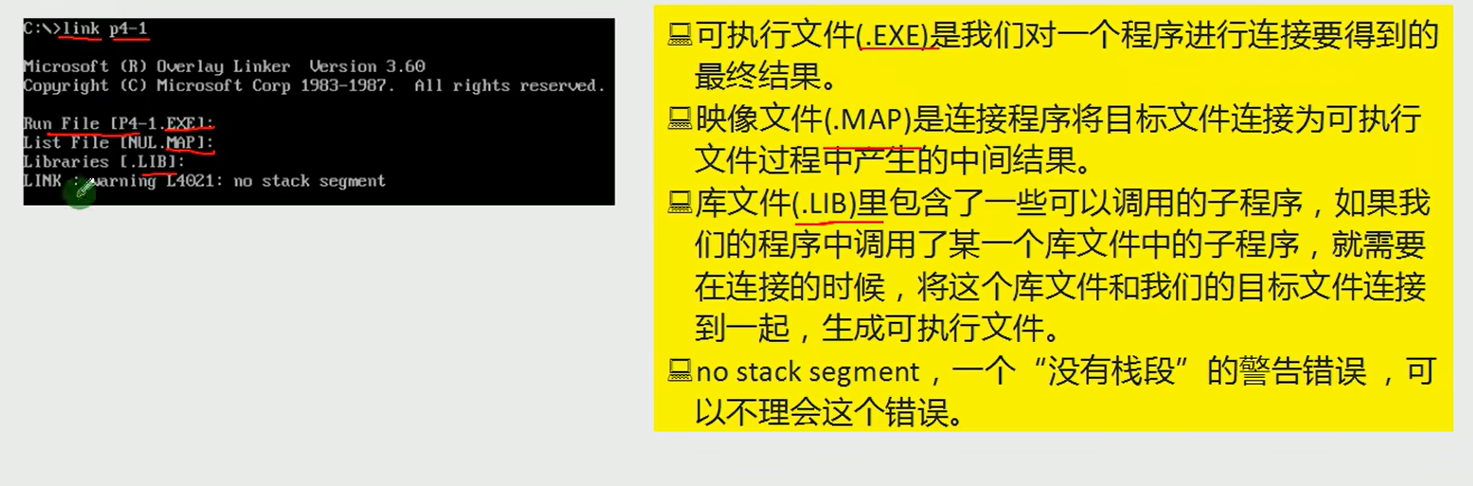 C:\>link p4-1
Microsoft (R) Overlay Linker  Version 3.60
Copyright (C) Microsoft Corp 1983-1987.  All rights reserved.
Run File [P4-1.EXE]:
List File [NUL.MAP]:
Libraries [.LIB]:
LINK : warning L4021: no stack segment
可执行文件(.EXE)是我们对一个程序进行连接要得到的
最终结果。
映像文件(.MAP)是连接程序将目标文件连接为可执行
文件过程中产生的中间结果。
库文件(.LIB)里包含了一些可以调用的子程序，如果我
们的程序中调用了某一个库文件中的子程序，就需要
在连接的时候，将这个库文件和我们的目标文件连接
到一起，生成可执行文件。
no stack segment，一个“没有栈段”的警告错误 ，可
以不理会这个错误。